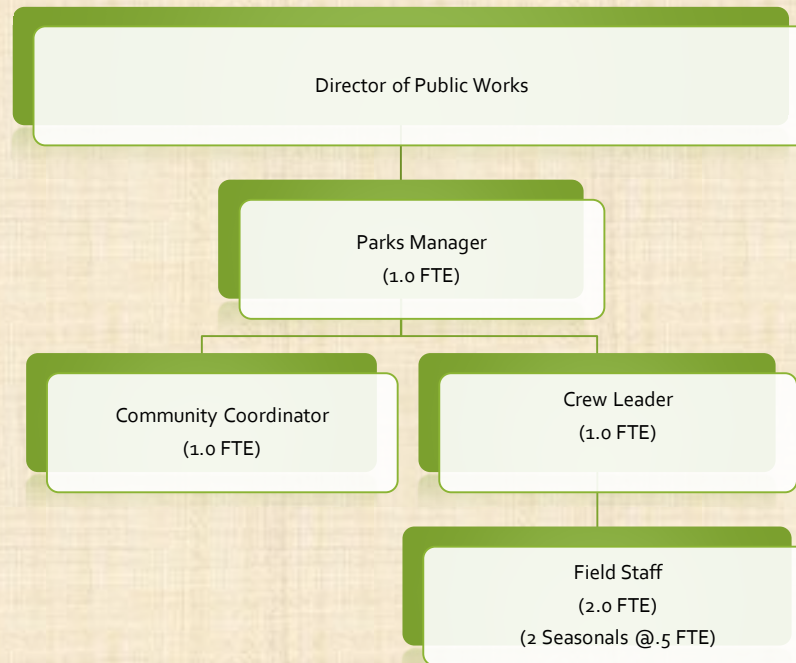 Director of Public Works
Parks Manager
(1.0 FTE)
Community Coordinator
(1.0 FTE)
Crew Leader
(1.0 FTE)
Field Staff
(2.0 FTE)
(2 Seasonals @.5 FTE)